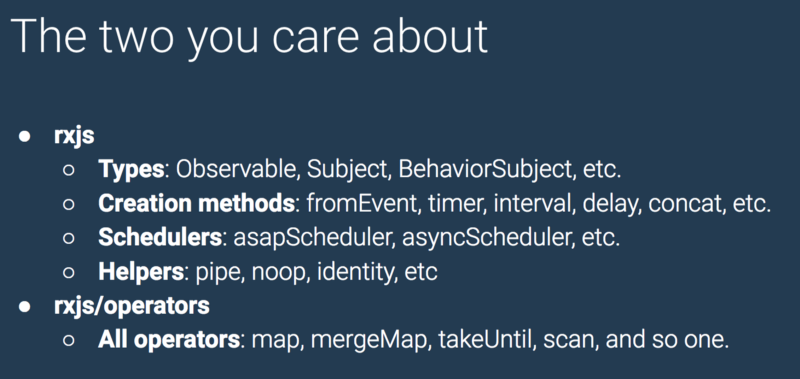 The two you care about
● rxjs
○ Types: Observable, Subject, BehaviorSubject, etc.
○ Creation methods: fromEvent, timer, interval, delay, concat, etc.
○ Schedulers: asapScheduler, asyncScheduler, etc.
○ Helpers: pipe, noop, identity, etc
● rxjs/operators
○ All operators: map, mergeMap, takeUntil, scan, and so one.